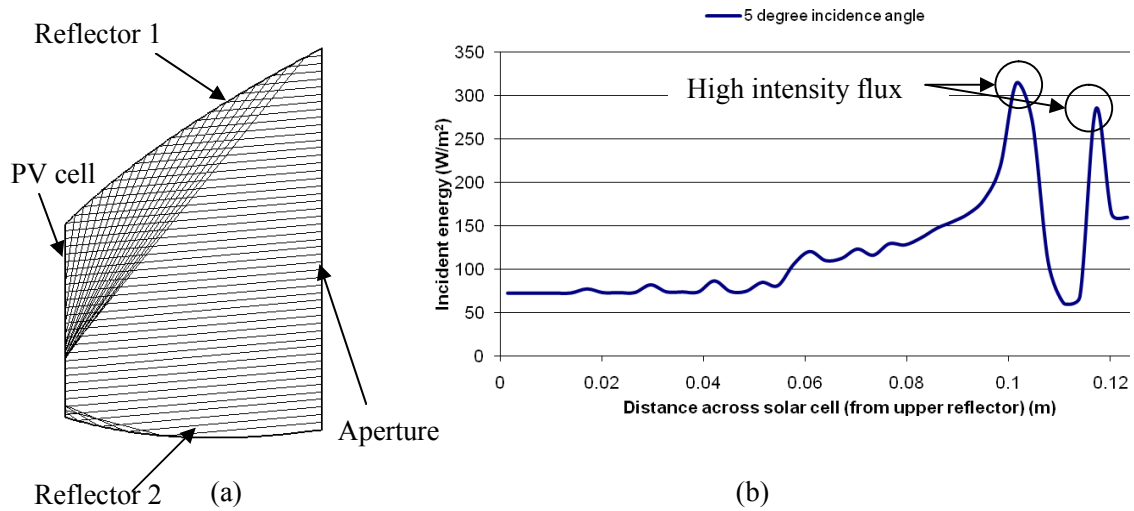 Reflector 1
PV cell
Aperture
Reflector 2
(a)
5 degree incidence angle
High intensity flux
Incident energy (W/m²)
350
300
250
200
150
100
50
0
0
0.02
0.04
0.06
0.08
0.1
0.12
Distance across solar cell (from upper reflector) (m)
(b)